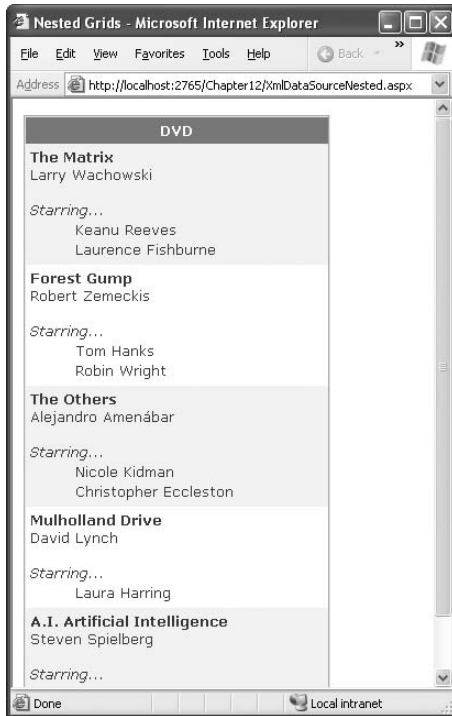 Nested Grids - Microsoft Internet Explorer
File Edit View Favorites Tools Help Back »
Address http://localhost:2765/Chapter12/XmlDataSourceNested.aspx
DVD
The Matrix
Larry Wachowski
Starring...
Keanu Reeves
Laurence Fishburne
Forest Gump
Robert Zemeckis
Starring...
Tom Hanks
Robin Wright
The Others
Alejandro Amenábar
Starring...
Nicole Kidman
Christopher Eccleston
Mulholland Drive
David Lynch
Starring...
Laura Harring
A.I. Artificial Intelligence
Steven Spielberg
Starring...
Done Local intranet